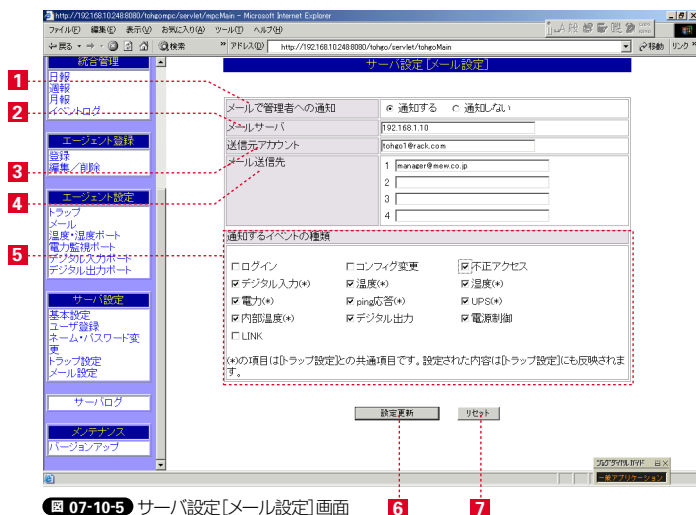 http://192.168.10.248:8080/tohgompc/servlet/mpcMain - Microsoft Internet Explorer
ファイル(F) 編集(E) 表示(V) お気に入り(A) ツール(T) ヘルプ(H)
戻る 検索 アドレス(D) http://192.168.10.248:8080/tohgo/servlet/tohgoMain 移動 リンク
統合管理
日報
週報
月報
イベントログ
エージェント登録
登録
編集／削除
エージェント設定
トラップ
メール
温度・湿度ポート
電力監視ポート
デジタル入力ポート
デジタル出力ポート
サーバ設定
基本設定
ユーザ登録
ネーム・パスワード変
更
トラップ設定
メール設定
サーバログ
メンテナンス
バージョンアップ
サーバ設定 [メール設定]
1
メールで管理者への通知 通知する 通知しない
2
メールサーバ 192.168.1.10
3
送信元アカウント tohgo1@rack.com
4
メール送信先 1 manager@mew.co.jp
2
3
4
5
通知するイベントの種類
ログイン コンフィグ変更 不正アクセス
デジタル入力(*) 温度(*) 湿度(*)
電力(*) ping応答(*) UPS(*)
内部温度(*) デジタル出力 電源制御
LINK
(*)の項目は[トラップ設定]との共通項目です。設定された内容は[トラップ設定]にも反映されま
す。
設定更新 リセット
一般アプリケーション
6 7
図 07-10-5 サーバ設定[メール設定]画面